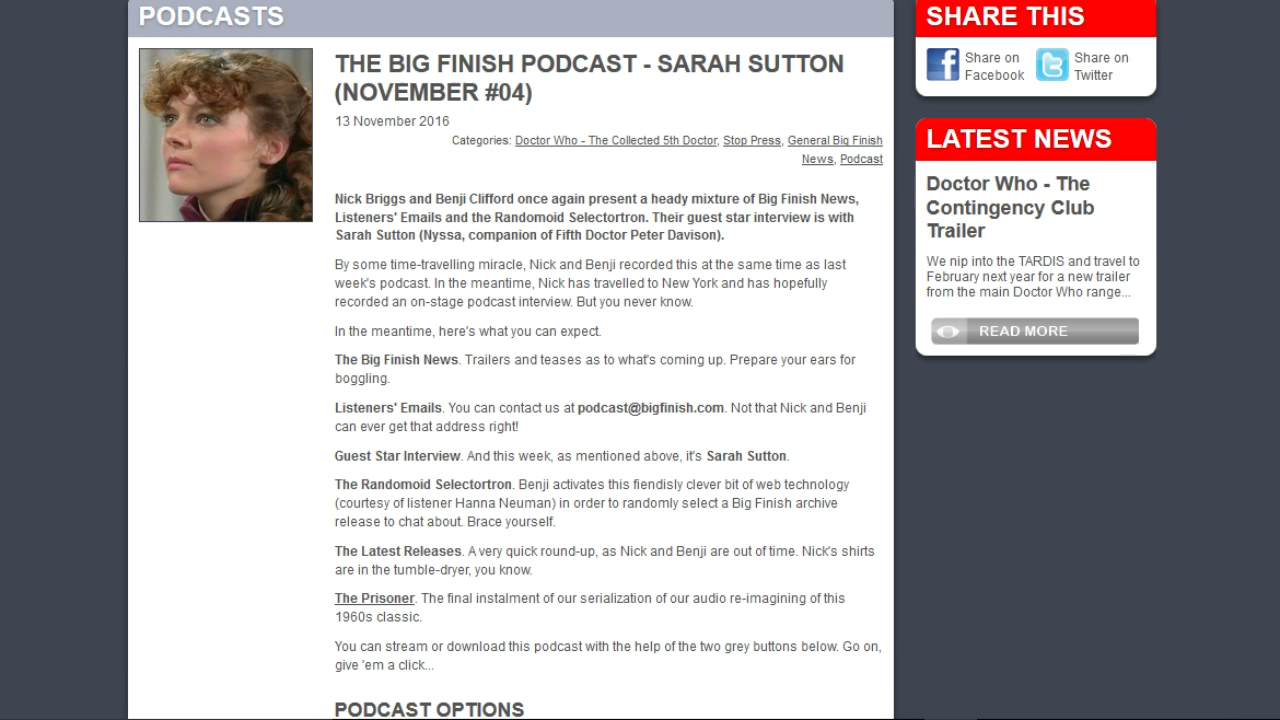 PODCASTS
THE BIG FINISH PODCAST - SARAH SUTTON
(NOVEMBER #04)
13 November 2016
Categories: Doctor Who - The Collected 5th Doctor, Stop Press, General Big Finish
News, Podcast
Nick Briggs and Benji Clifford once again present a heady mixture of Big Finish News,
Listeners' Emails and the Randomoid Selectortron. Their guest star interview is with
Sarah Sutton (Nyssa, companion of Fifth Doctor Peter Davison).
By some time-travelling miracle, Nick and Benji recorded this at the same time as last
week's podcast. In the meantime, Nick has travelled to New York and has hopefully
recorded an on-stage podcast interview. But you never know.
In the meantime, here's what you can expect.
The Big Finish News. Trailers and teases as to what's coming up. Prepare your ears for
boggling.
Listeners' Emails. You can contact us at podcast@bigfinish.com. Not that Nick and Benji
can ever get that address right!
Guest Star Interview. And this week, as mentioned above, it's Sarah Sutton.
The Randomoid Selectortron. Benji activates this fiendisly clever bit of web technology
(courtesy of listener Hanna Neuman) in order to randomly select a Big Finish archive
release to chat about. Brace yourself.
The Latest Releases. A very quick round-up, as Nick and Benji are out of time. Nick's shirts
are in the tumble-dryer, you know.
The Prisoner. The final instalment of our serialization of our audio re-imagining of this
1960s classic.
You can stream or download this podcast with the help of the two grey buttons below. Go on,
give 'em a click...
PODCAST OPTIONS
SHARE THIS
Share on
Facebook
Share on
Twitter
LATEST NEWS
Doctor Who - The
Contingency Club
Trailer
We nip into the TARDIS and travel to
February next year for a new trailer
from the main Doctor Who range...
READ MORE